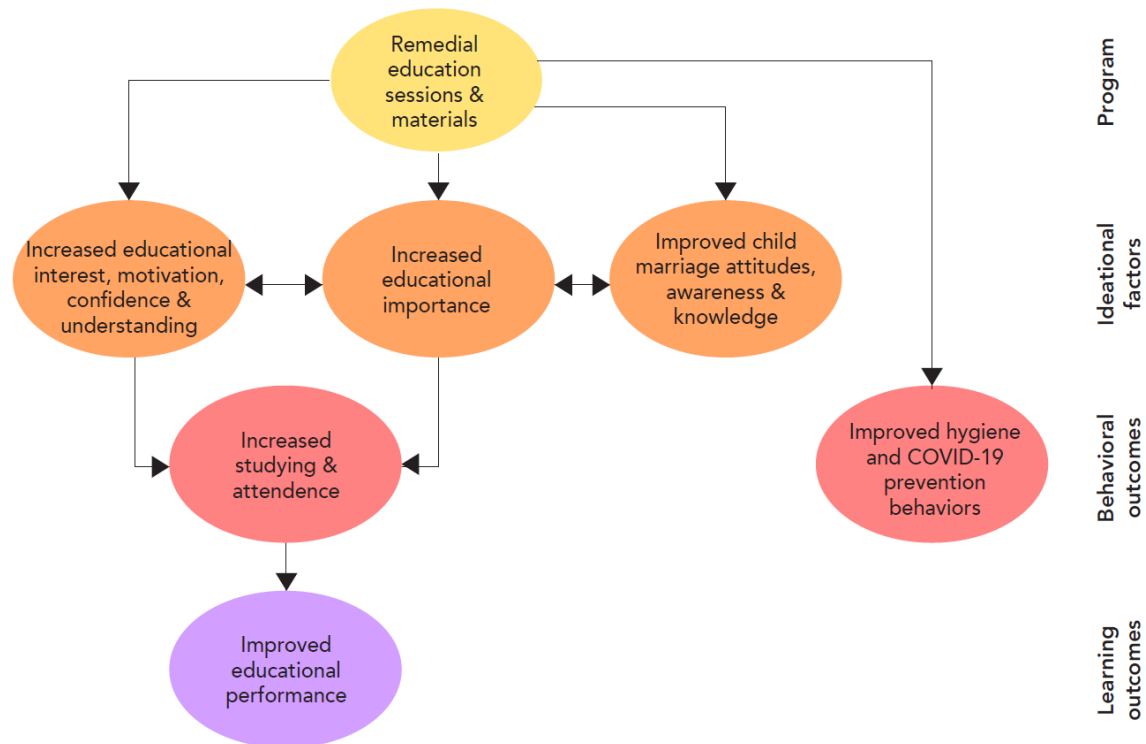 Remedial
education
sessions &
materials
Program
Increased educational
interest, motivation,
confidence &
understanding
Increased
educational
importance
Improved child
marriage attitudes,
awareness &
knowledge
Ideational
factors
Increased
studying &
attendence
Improved hygiene
and COVID-19
prevention
behaviors
Behavioral
outcomes
Improved
educational
performance
Learning
outcomes